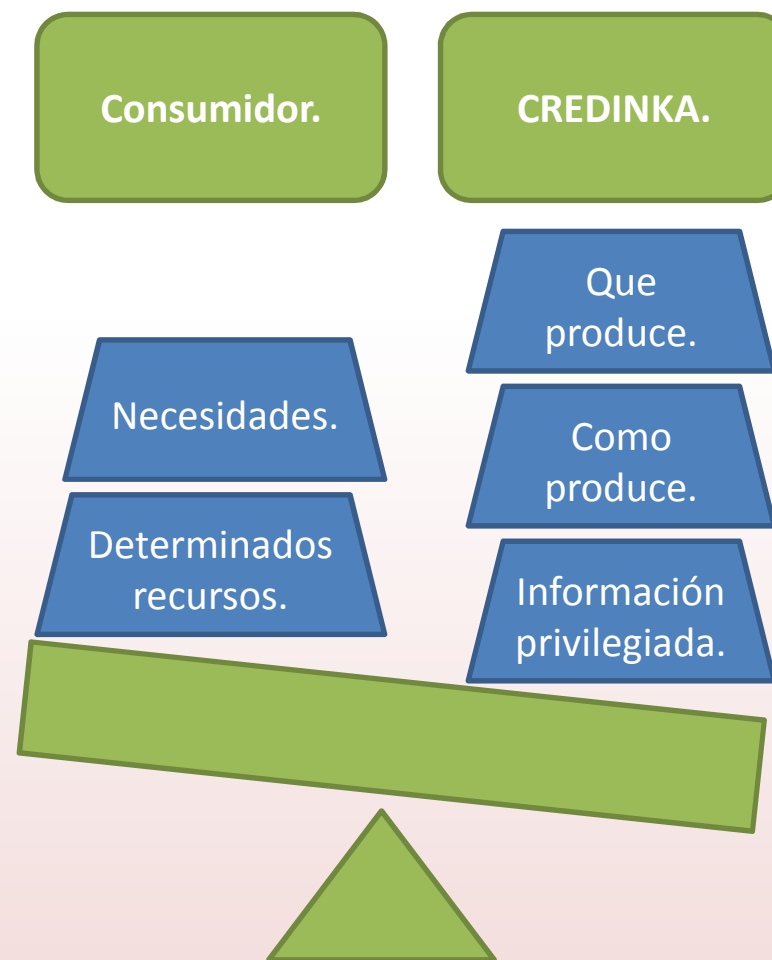 Consumidor.
CREDINKA.
Necesidades.
Determinados
recursos.
Que
produce.
Como
produce.
Información
privilegiada.